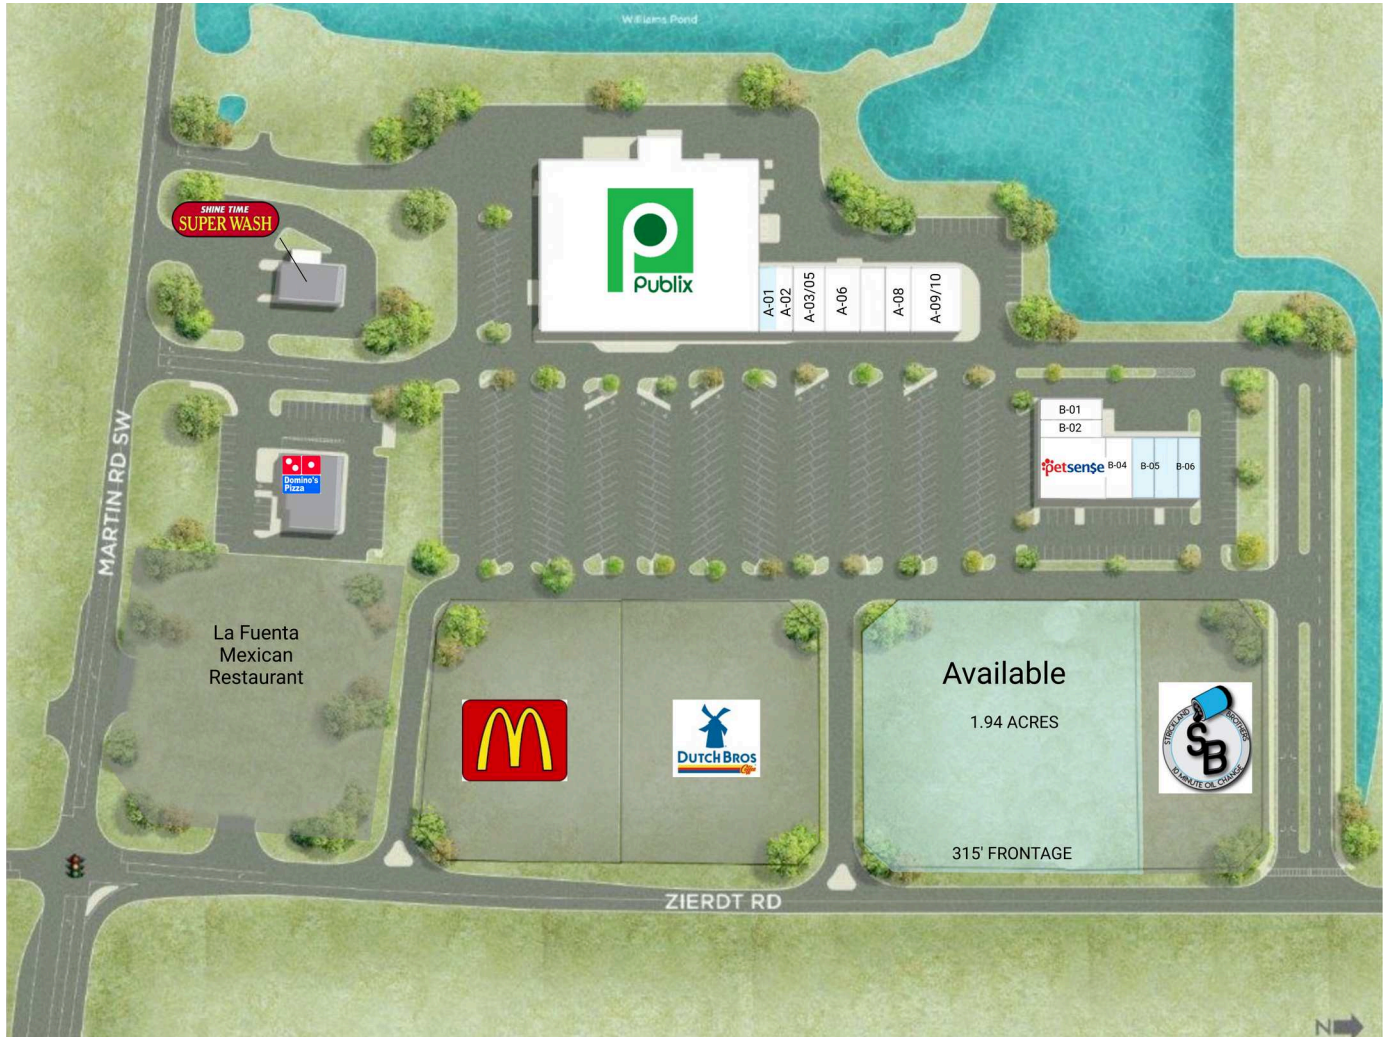 Williams Pond
SHINE TIME
SUPER WASH
Publix
A-01
A-02
A-03/05
A-06
A-08
A-09/10
B-01
B-02
petsense
B-04
B-05
B-06
MARTIN RD SW
Domino's
Pizza
La Fuenta
Mexican
Restaurant
M
DUTCH BROS
Coffee
Available
1.94 ACRES
315' FRONTAGE
STRICKLAND BROTHERS
SB
10 MINUTE OIL CHANGE
ZIERDT RD
N